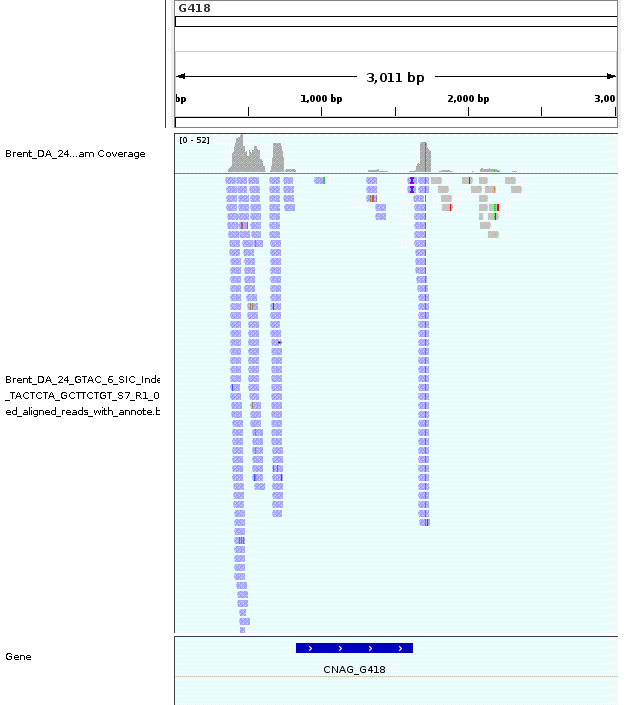 G418
3,011 bp
bp
1,000 bp
2,000 bp
3,00
[0 - 52]
Brent_DA_24...am Coverage
Brent_DA_24_GTAC_6_SIC_Inde
_TACTCTA_GCTTCTGT_S7_R1_0
ed_aligned_reads_with_annote.b
Gene
CNAG_G418